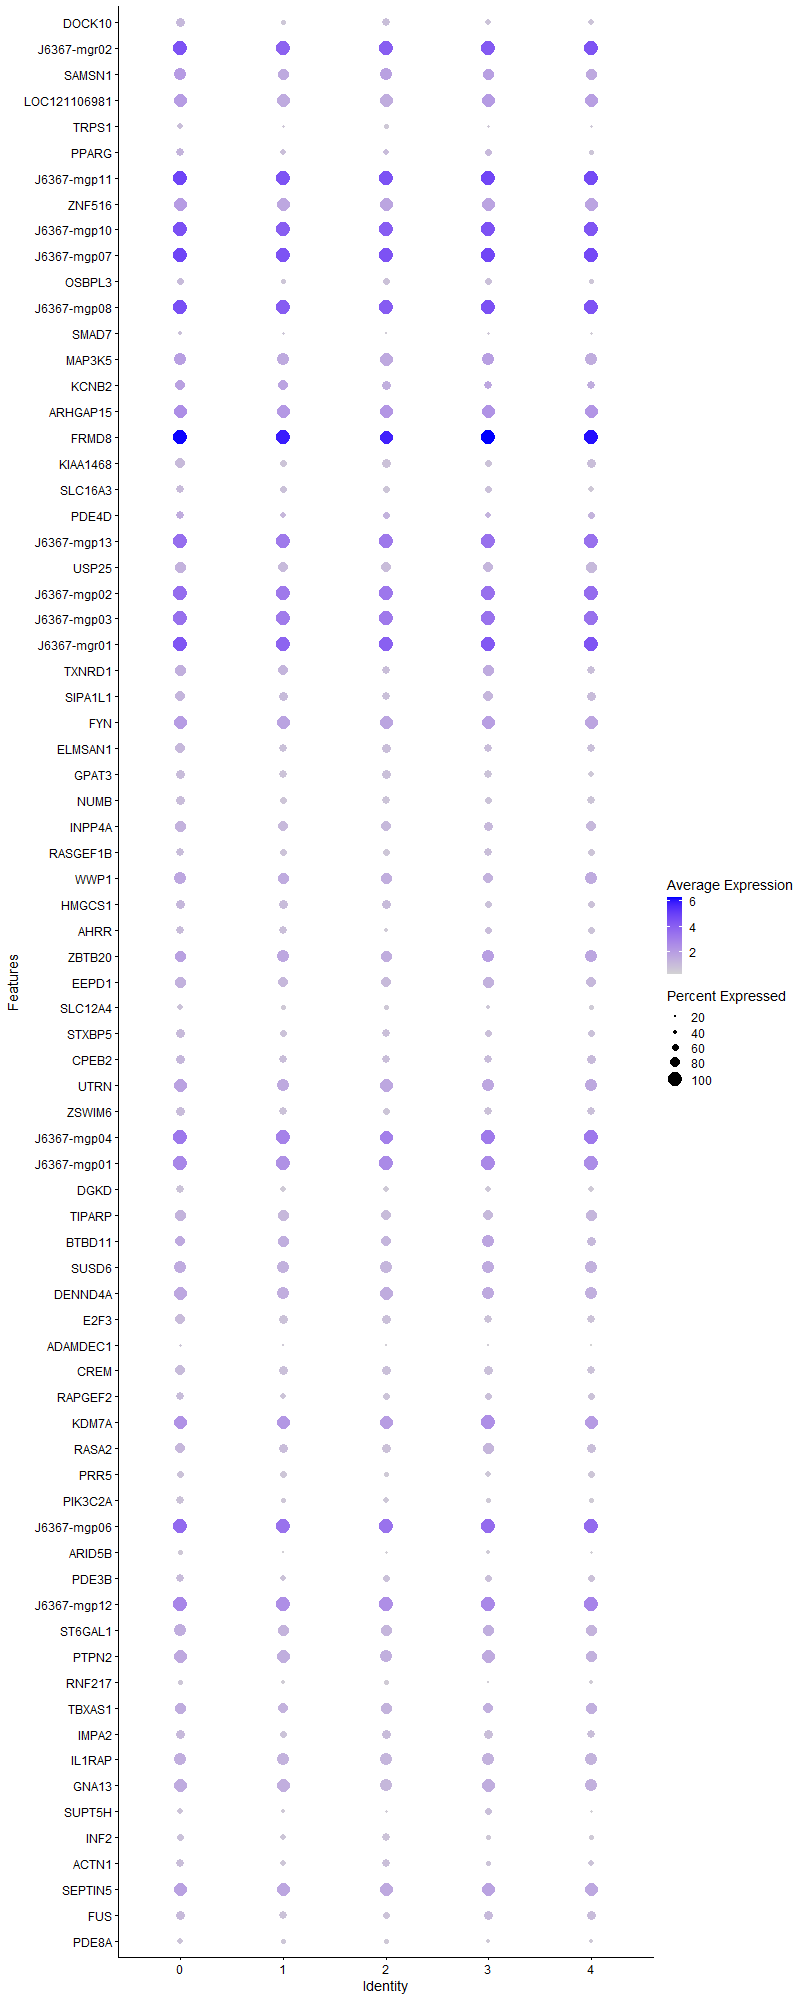 DOCK10
J6367-mgr02
SAMSN1
LOC121106981
TRPS1
PPARG
J6367-mgp11
ZNF516
J6367-mgp10
J6367-mgp07
OSBPL3
J6367-mgp08
SMAD7
MAP3K5
KCNB2
ARHGAP15
FRMD8
KIAA1468
SLC16A3
PDE4D
J6367-mgp13
USP25
J6367-mgp02
J6367-mgp03
J6367-mgr01
TXNRD1
SIPA1L1
FYN
ELMSAN1
GPAT3
NUMB
INPP4A
RASGEF1B
WWP1
HMGCS1
AHRR
ZBTB20
EEPD1
SLC12A4
STXBP5
CPEB2
UTRN
ZSWIM6
J6367-mgp04
J6367-mgp01
DGKD
TIPARP
BTBD11
SUSD6
DENND4A
E2F3
ADAMDEC1
CREM
RAPGEF2
KDM7A
RASA2
PRR5
PIK3C2A
J6367-mgp06
ARID5B
PDE3B
J6367-mgp12
ST6GAL1
PTPN2
RNF217
TBXAS1
IMPA2
IL1RAP
GNA13
SUPT5H
INF2
ACTN1
SEPTIN5
FUS
PDE8A
Features
0 1 2 3 4
Identity
Average Expression
6
4
2
Percent Expressed
20
40
60
80
100